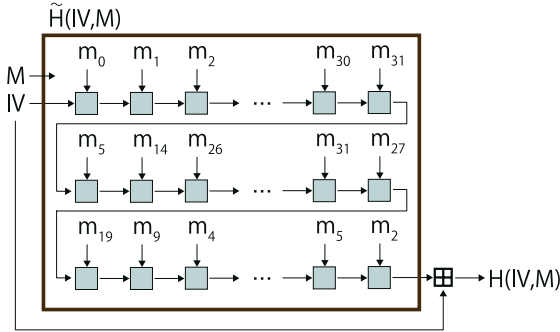 H̃(IV,M)
m₀ m₁ m₂ m₃₀ m₃₁
M
IV
...
m₅ m₁₄ m₂₆ m₃₁ m₂₇
...
m₁₉ m₉ m₄ m₅ m₂
... H(IV,M)